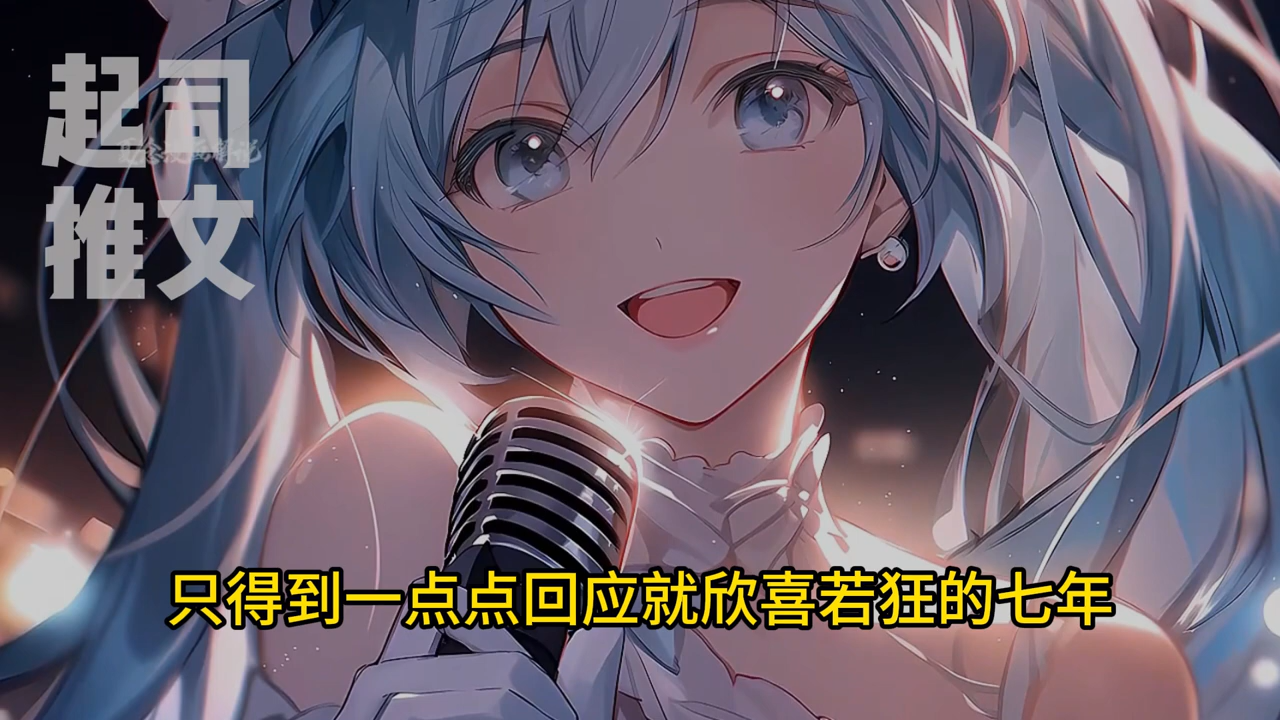 起司
推文
只得到一点点回应就欣喜若狂的七年